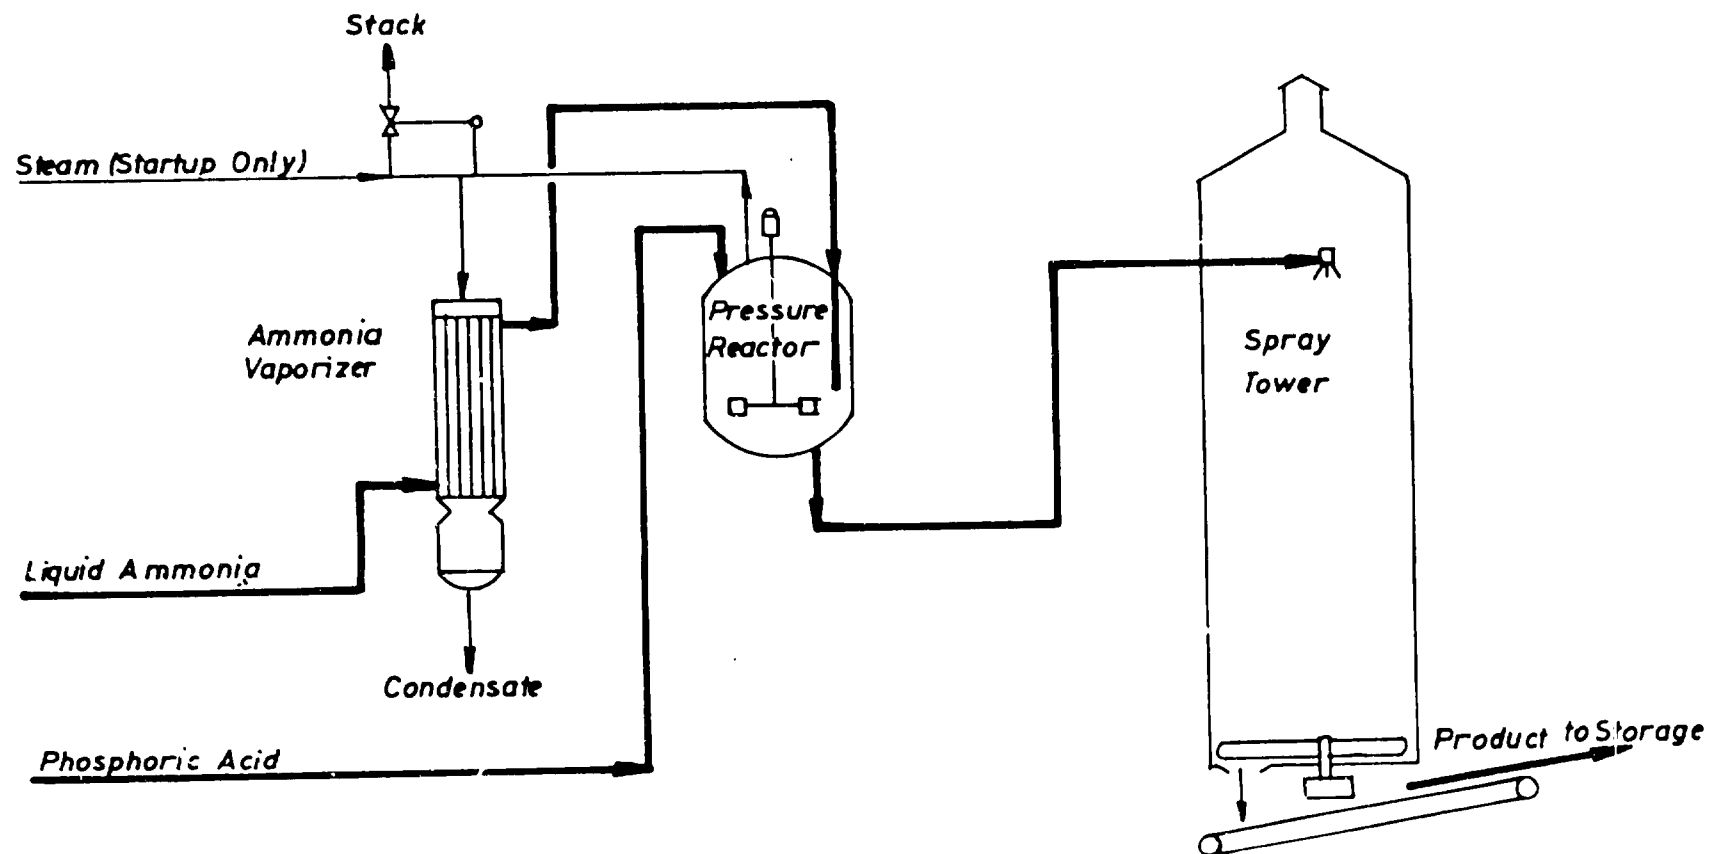 Stack
Steam (Startup Only)
Pressure
Reactor
Ammonia
Vaporizer
Spray
Tower
Liquid Ammonia
Condensate
Phosphoric Acid
Product to Storage